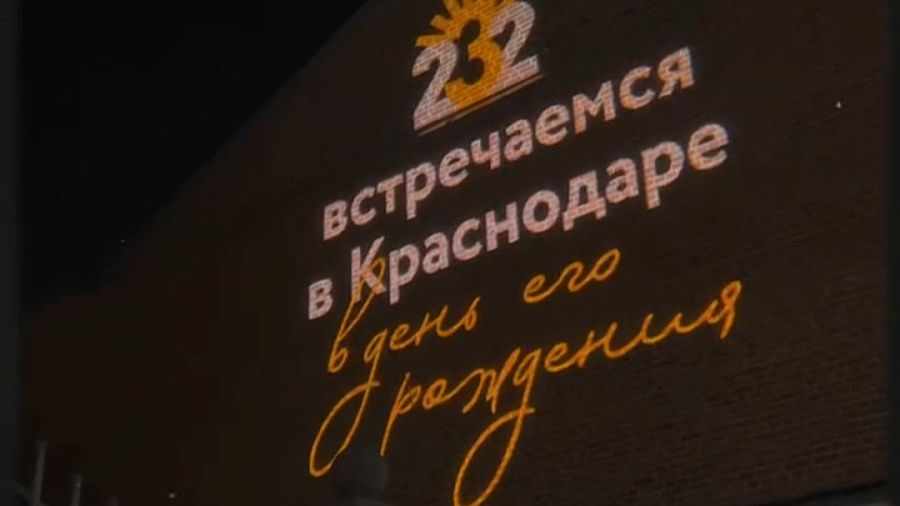 232
встречаемся
в Краснодаре
в день его
рождения